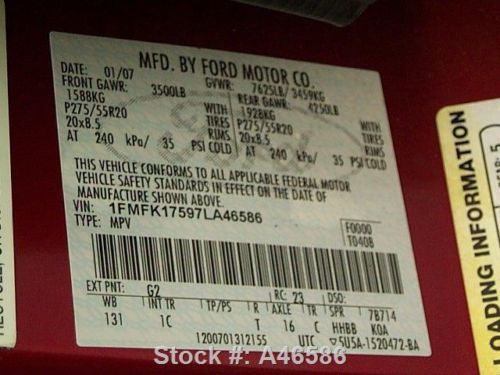 MFD. BY FORD MOTOR CO.
DATE: 01/07 GVWR: 7625LB/ 3459KG
FRONT GAWR: 3500LB REAR GAWR: 4250LB
1588KG WITH 1928KG WITH
P275/55R20 TIRES P275/55R20 TIRES
20x8.5 RIMS 20x8.5 RIMS
AT 240 kPa/ 35 PSI COLD AT 240 kPa/ 35 PSI COLD
THIS VEHICLE CONFORMS TO ALL APPLICABLE FEDERAL MOTOR
VEHICLE SAFETY STANDARDS IN EFFECT ON THE DATE OF
MANUFACTURE SHOWN ABOVE.
VIN: 1FMFK17597LA46586
TYPE: MPV
F0000
T0408
EXT PNT: G2 RC: 23 DSO:
WB INT TR TP/PS R AXLE TR SPR 7B714
131 1C T 16 C HHBB KOA
1200701312155 UTC ▽5U5A-1520472-BA
LOADING INFORMATION
Stock #: A46586